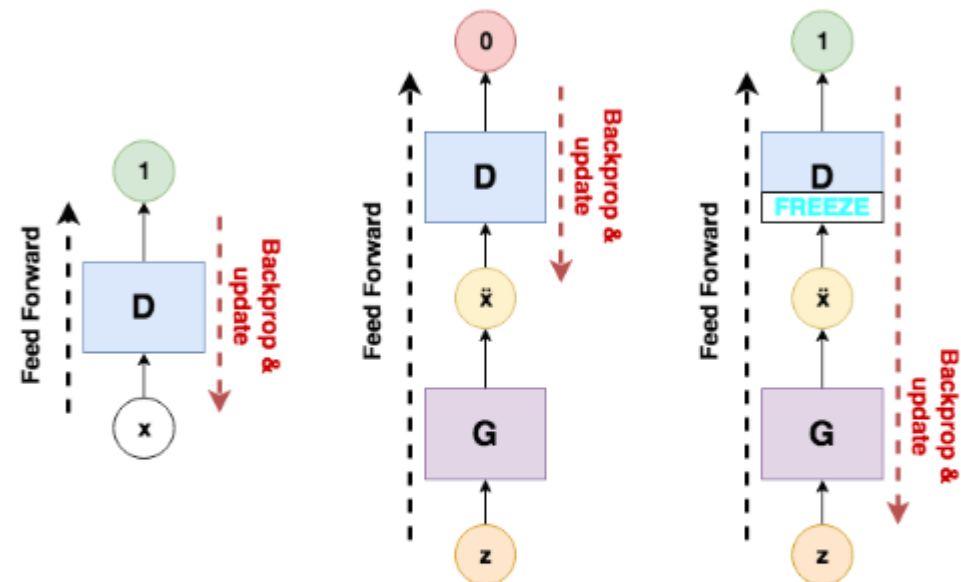 1
D
x
Feed Forward
Backprop &
update
0
D
ẍ
G
z
Feed Forward
Backprop &
update
1
D
FREEZE
ẍ
G
z
Feed Forward
Backprop &
update